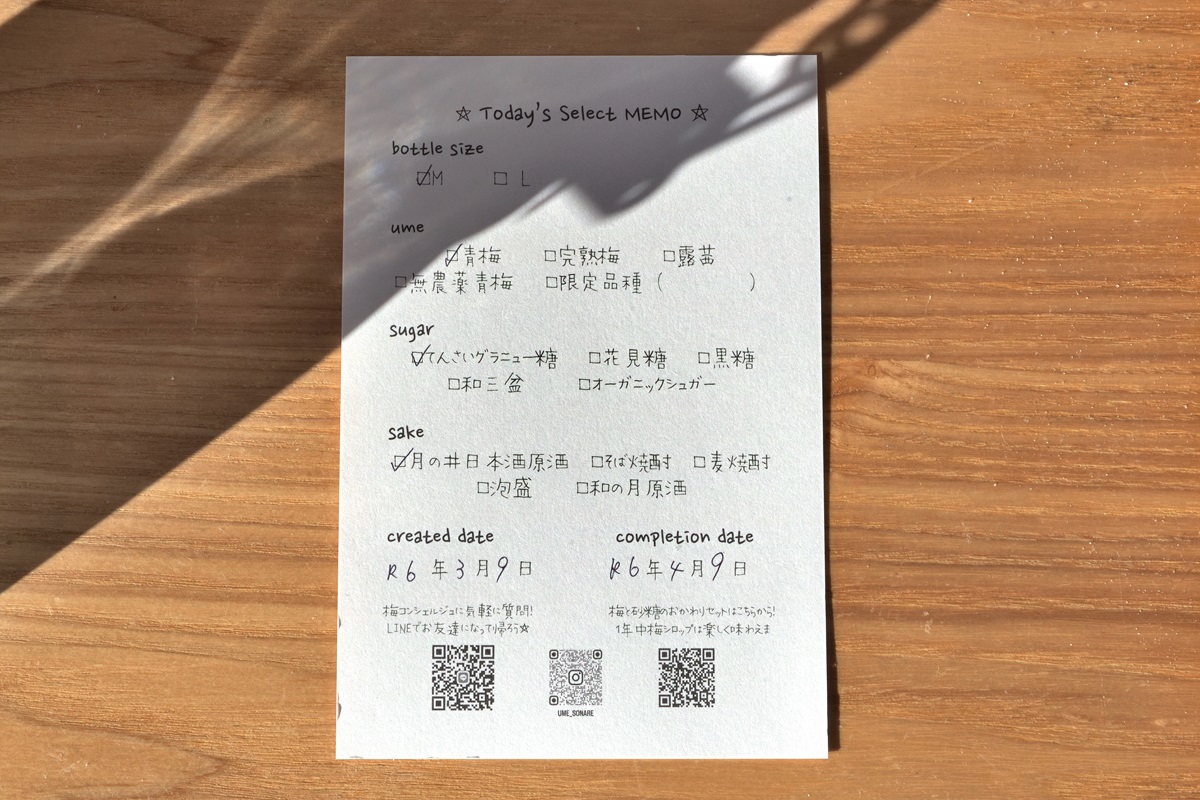 ☆ Today's Select MEMO ☆
bottle size
☑M □ L
ume
☑青梅 □完熟梅 □露茜
□無農薬青梅 □限定品種 ( )
sugar
☑てんさいグラニュー糖 □花見糖 □黒糖
□和三盆 □オーガニックシュガー
sake
☑月の井日本酒原酒 □そば焼酎 □麦焼酎
□泡盛 □和の月原酒
created date completion date
R6年3月9日 R6年4月9日
梅コンシェルジュに気軽に質問! 梅と砂糖のおかわりセットはこちらから!
LINEでお友達になって帰ろう☆ 1年中梅シロップは楽しく味わえま
UME_SONARE